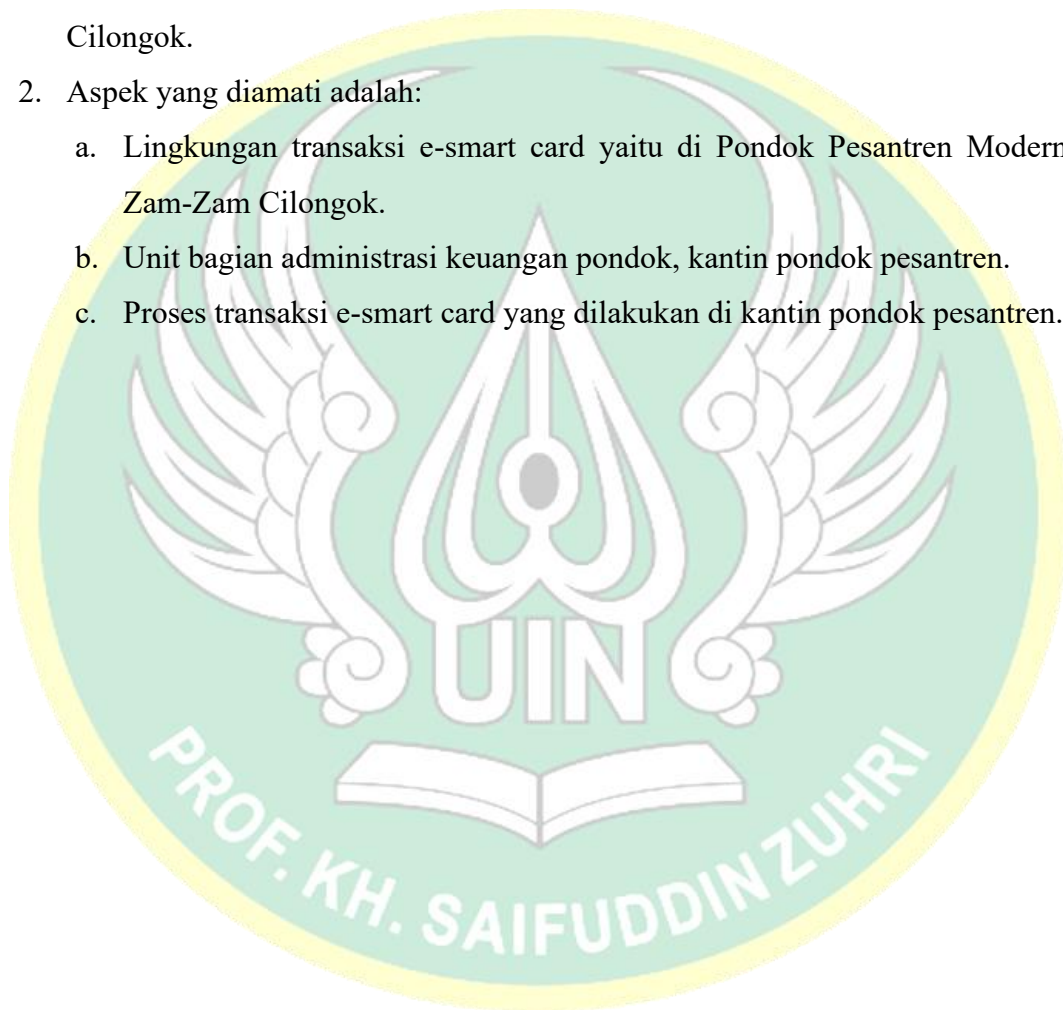 Cilongok.
2. Aspek yang diamati adalah:
a. Lingkungan transaksi e-smart card yaitu di Pondok Pesantren Modern
Zam-Zam Cilongok.
b. Unit bagian administrasi keuangan pondok, kantin pondok pesantren.
c. Proses transaksi e-smart card yang dilakukan di kantin pondok pesantren.
UIN
PROF. KH. SAIFUDDIN ZUHRI